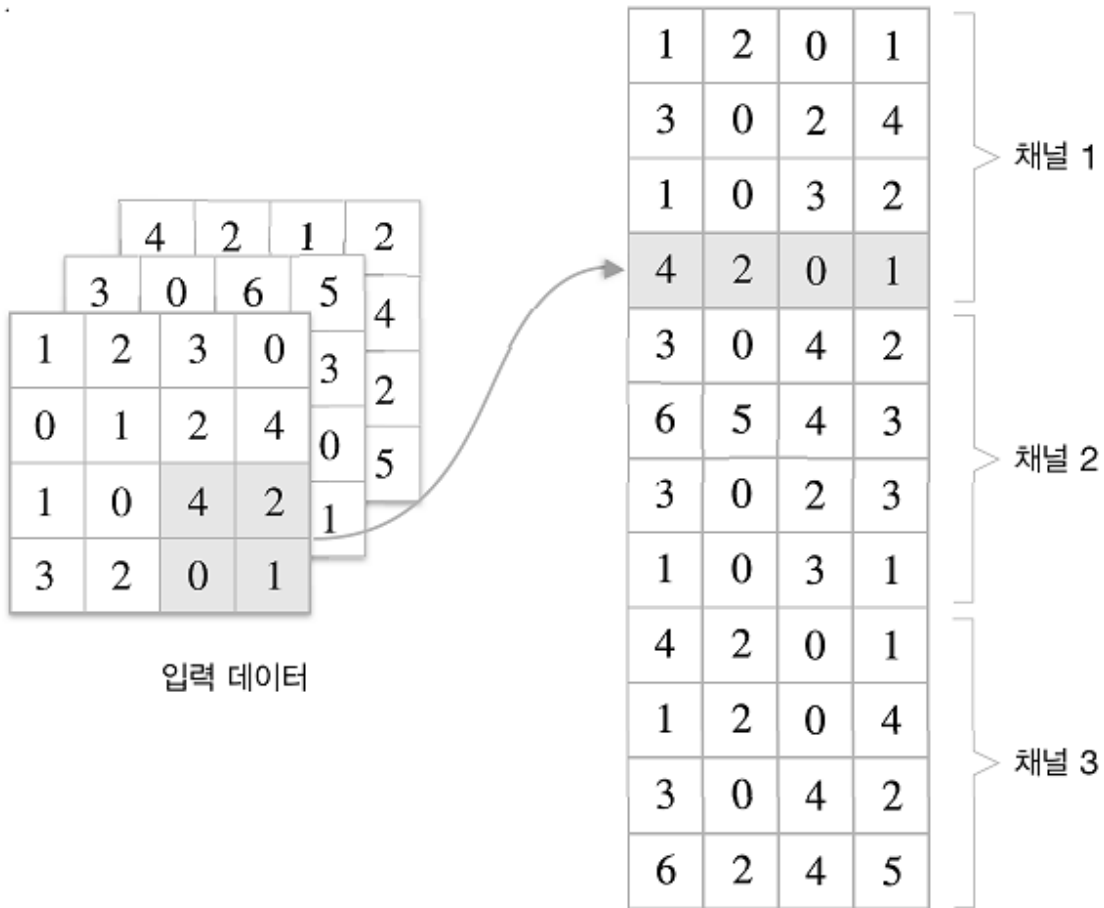 4 2 1 2
3 0 6 5 4
1 2 3 0 3 2
0 1 2 4 0 5
1 0 4 2 1
3 2 0 1
입력 데이터
1 2 0 1
3 0 2 4
1 0 3 2
4 2 0 1
채널 1
3 0 4 2
6 5 4 3
3 0 2 3
1 0 3 1
채널 2
4 2 0 1
1 2 0 4
3 0 4 2
6 2 4 5
채널 3